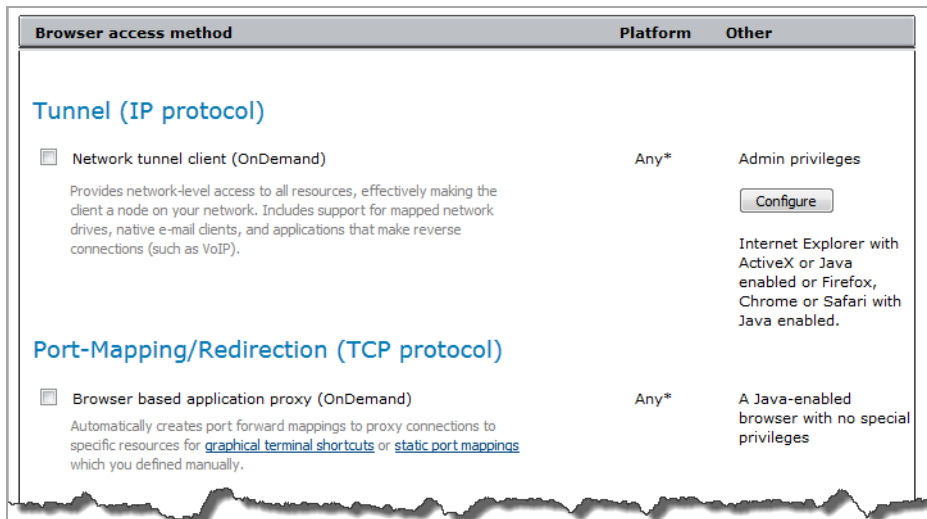 Browser access method Platform Other
Tunnel (IP protocol)
Network tunnel client (OnDemand) Any* Admin privileges
Provides network-level access to all resources, effectively making the
client a node on your network. Includes support for mapped network
drives, native e-mail clients, and applications that make reverse
connections (such as VoIP).
Configure
Internet Explorer with
ActiveX or Java
enabled or Firefox,
Chrome or Safari with
Java enabled.
Port-Mapping/Redirection (TCP protocol)
Browser based application proxy (OnDemand) Any* A Java-enabled
browser with no special
privileges
Automatically creates port forward mappings to proxy connections to
specific resources for graphical terminal shortcuts or static port mappings
which you defined manually.